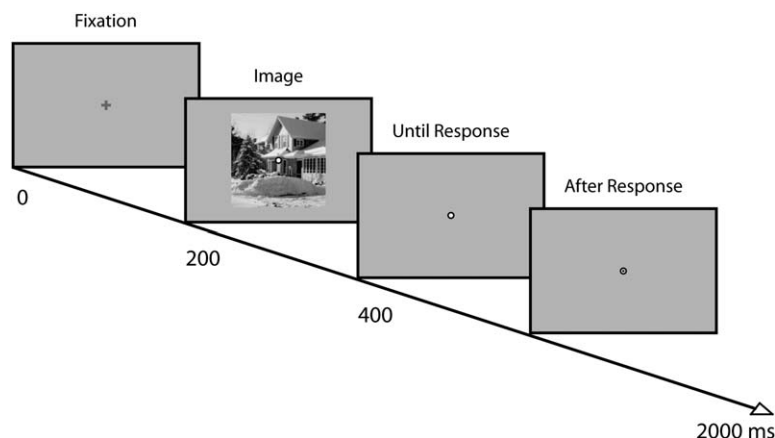 Fixation
Image
Until Response
After Response
0
200
400
2000 ms